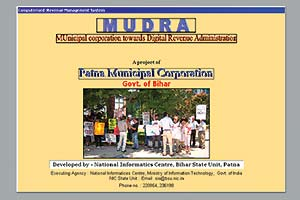 Computerised Revenue Management System
MUDRA
MUnicipal corporation towards Digital Revenue Administration
A project of
Patna Municipal Corporation
Govt. of Bihar
Developed by - National Informatics Centre, Bihar State Unit, Patna
Executing Agency : National Informatics Centre, Ministry of Information Technology, Govt. of India
NIC State Unit : Email
Phone no. :